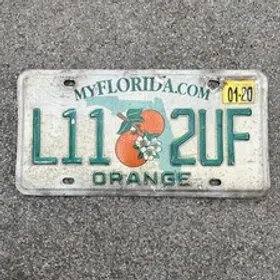 MYFLORIDA.COM
01-20
L11 2UF
ORANGE